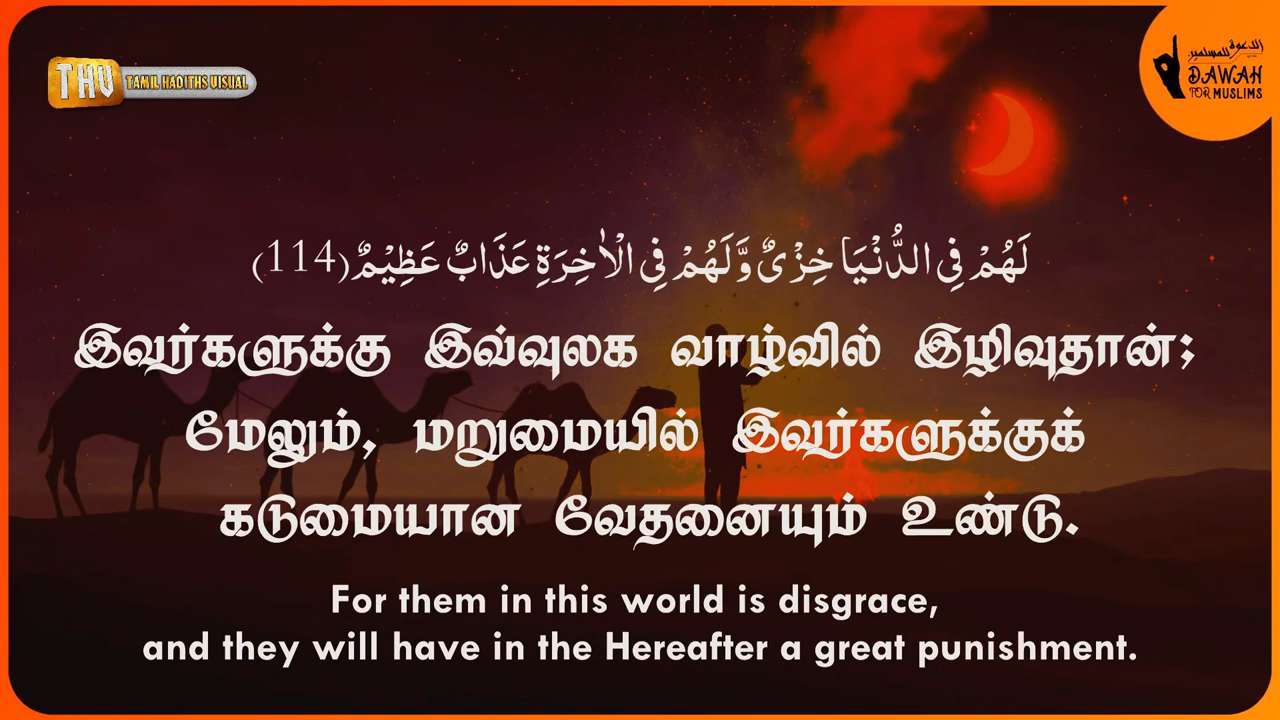 THV TAMIL HADITHS VISUAL
الدعوة للمسلمين
DAWAH
FOR MUSLIMS
لَهُمْ فِى الدُّنْيَا خِزْىٌ وَّلَهُمْ فِى الْاٰخِرَةِ عَذَابٌ عَظِيْمٌ(114)
இவர்களுக்கு இவ்வுலக வாழ்வில் இழிவுதான்;
மேலும், மறுமையில் இவர்களுக்குக்
கடுமையான வேதனையும் உண்டு.
For them in this world is disgrace,
and they will have in the Hereafter a great punishment.